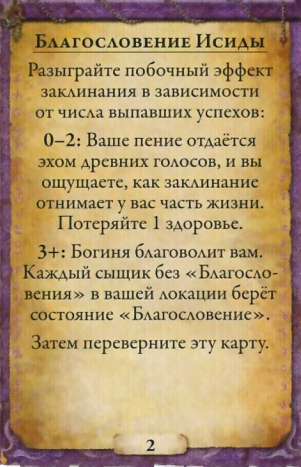 Благословение Исиды
Разыграйте побочный эффект
заклинания в зависимости
от числа выпавших успехов:
0–2: Ваше пение отдаётся
эхом древних голосов, и вы
ощущаете, как заклинание
отнимает у вас часть жизни.
Потеряйте 1 здоровье.
3+: Богиня благоволит вам.
Каждый сыщик без «Благосло-
вения» в вашей локации берёт
состояние «Благословение».
Затем переверните эту карту.
2